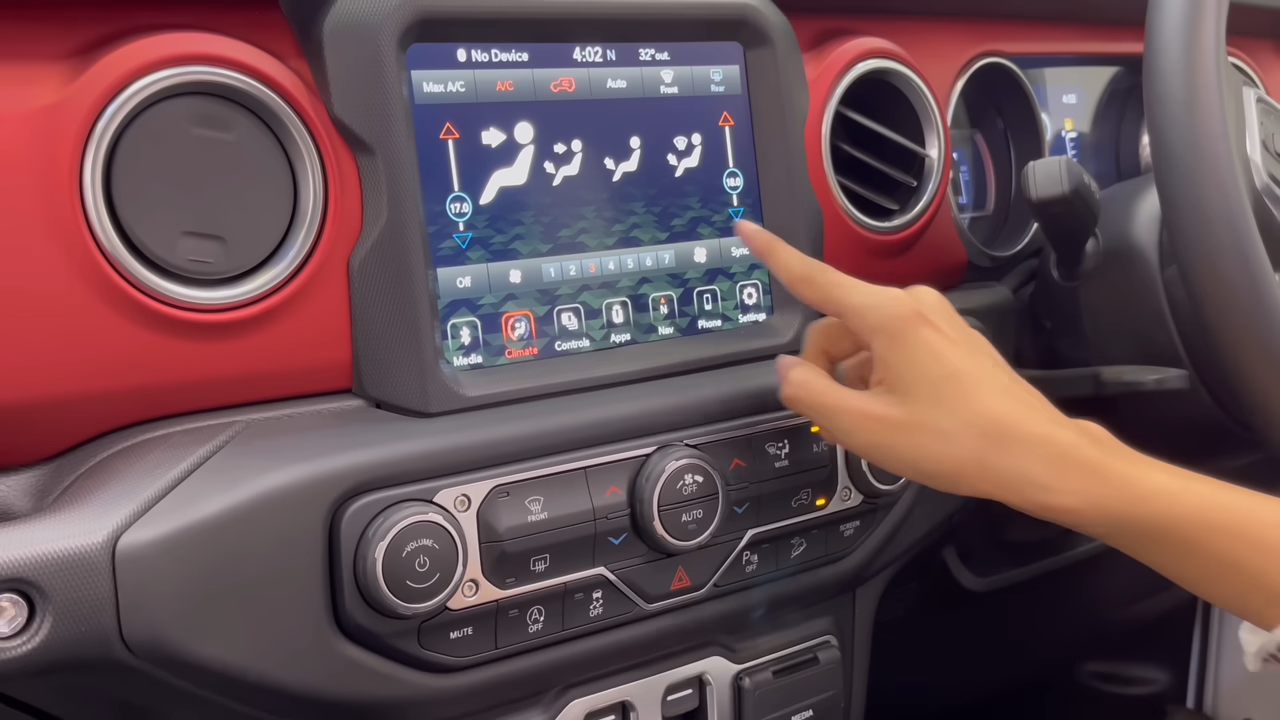 No Device 4:02 N 32°out.
Max A/C A/C Auto Front Rear
17.0
18.0
Off 1 2 3 4 5 6 7 Sync
Media Climate Controls Apps N Nav Phone Settings
4:02
VOLUME
FRONT
OFF
AUTO
MODE
A/C
MUTE
A OFF
OFF
P OFF
SCREEN OFF
MEDIA